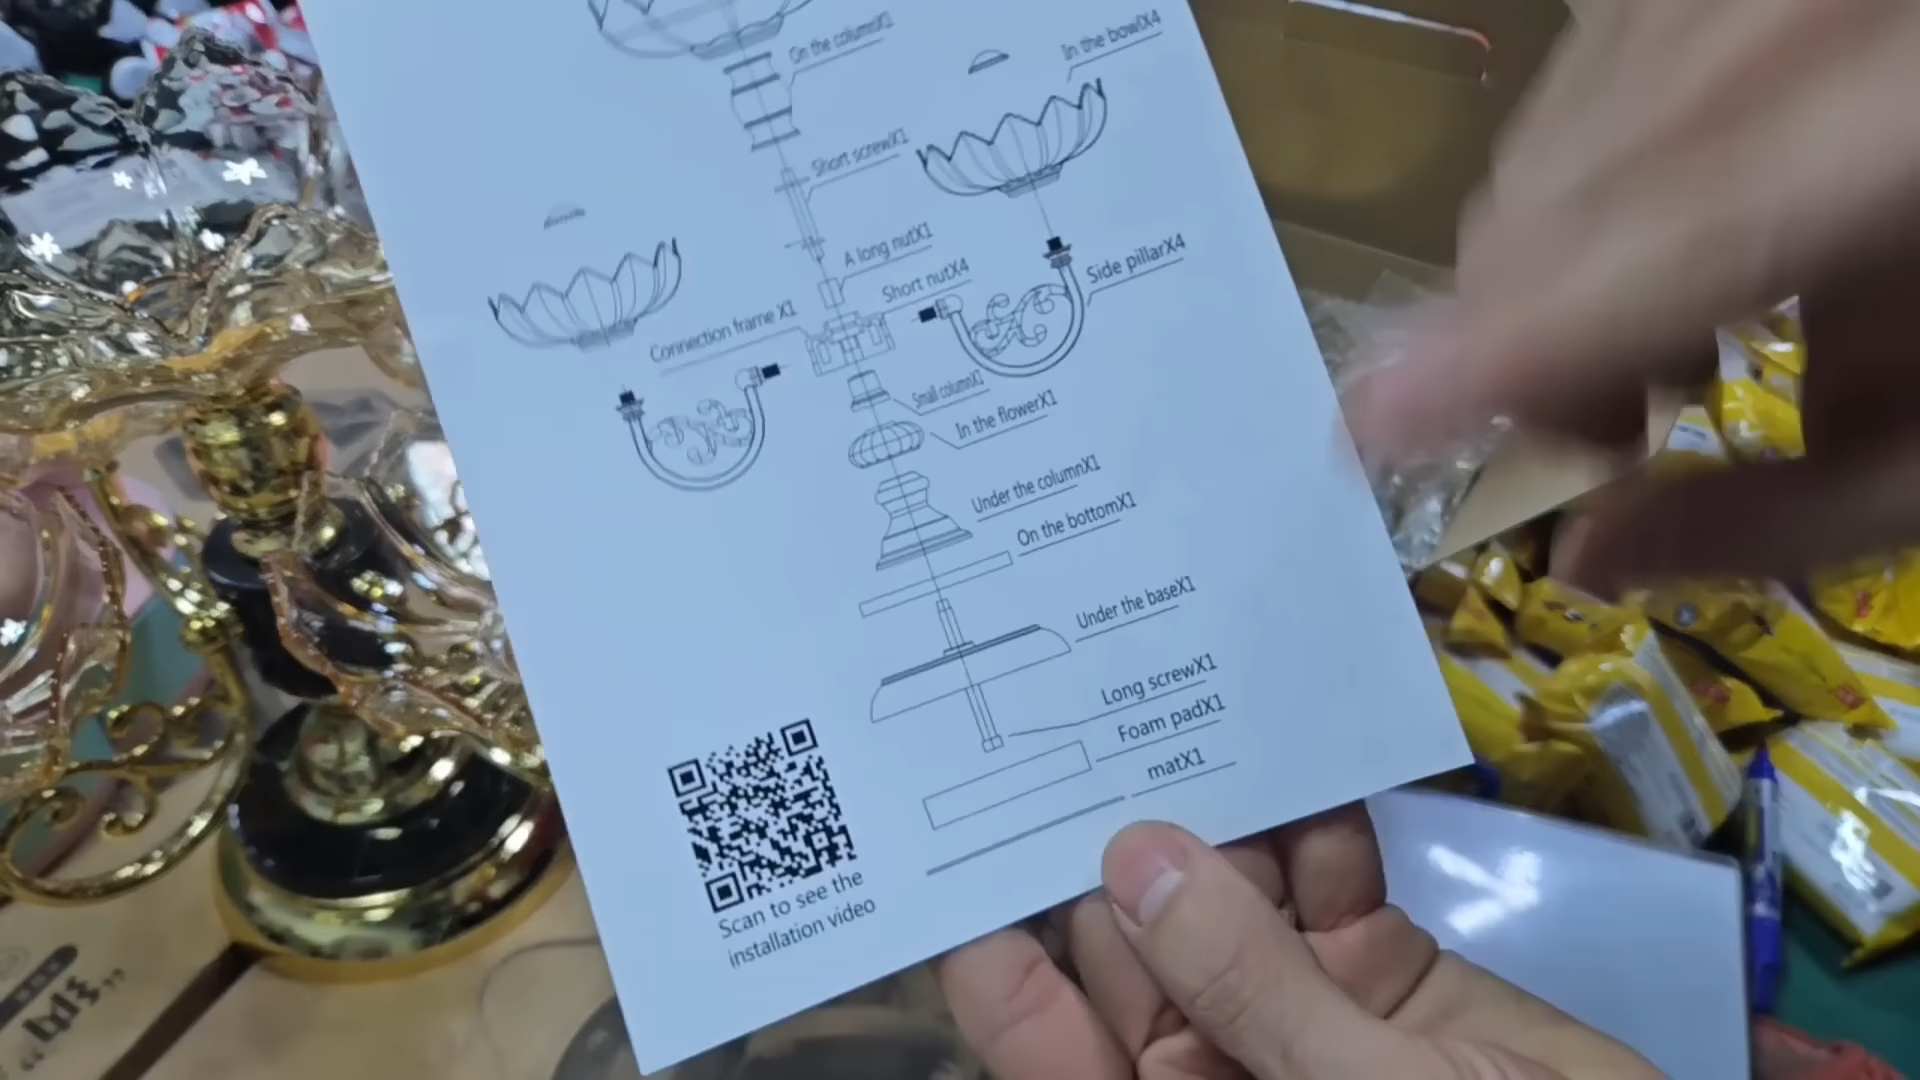 On the columnX1
In the bowlX4
Short screwX1
A long nutX1
Short nutX4
Side pillarX4
Connection frame X1
Small columnX1
In the flowerX1
Under the columnX1
On the bottomX1
Under the baseX1
Long screwX1
Foam padX1
matX1
Scan to see the
installation video